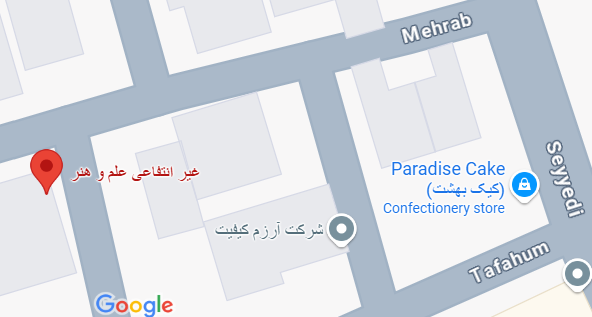 Mehrab
Seyyedi
Paradise Cake
(کیک بهشت)
Confectionery store
غیر انتفاعی علم و هنر
شرکت آرزم کیفیت
Tafahum
Google